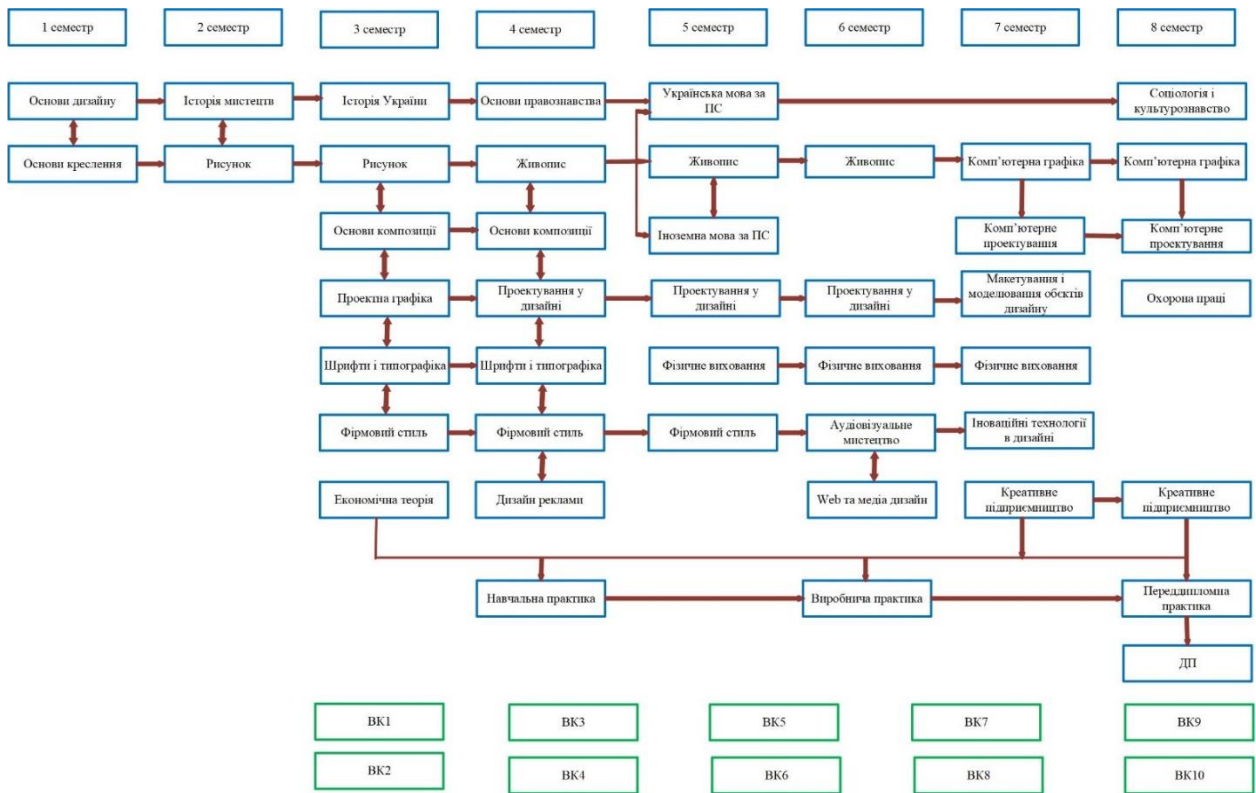 1 семестр
2 семестр
3 семестр
4 семестр
5 семестр
6 семестр
7 семестр
8 семестр
Основи дизайну
Історія мистецтв
Історія України
Основи правознавства
Українська мова за
ПС
Соціологія і
культурознавство
Основи креслення
Рисунок
Рисунок
Живопис
Живопис
Живопис
Комп’ютерна графіка
Комп’ютерна графіка
Основи композиції
Основи композиції
Іноземна мова за ПС
Комп’ютерне
проектування
Комп’ютерне
проектування
Проектна графіка
Проектування у
дизайні
Проектування у
дизайні
Проектування у
дизайні
Макетування і
моделювання обєктів
дизайну
Охорона праці
Шрифти і типографіка
Шрифти і типографіка
Фізичне виховання
Фізичне виховання
Фізичне виховання
Фірмовий стиль
Фірмовий стиль
Фірмовий стиль
Аудіовізуальне
мистецтво
Іноваційні технології
в дизайні
Економічна теорія
Дизайн реклами
Web та медіа дизайн
Креативне
підприємництво
Креативне
підприємництво
Навчальна практика
Виробнича практика
Переддипломна
практика
ДП
ВК1
ВК3
ВК5
ВК7
ВК9
ВК2
ВК4
ВК6
ВК8
ВК10